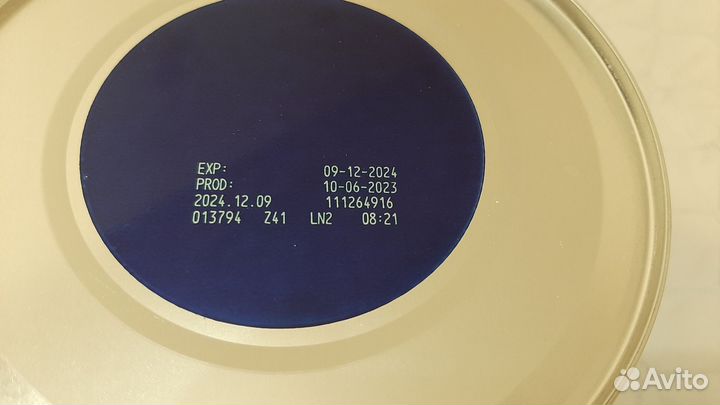 EXP: 09-12-2024
PROD: 10-06-2023
2024.12.09 111264916
013794 Z41 LN2 08:21
Avito